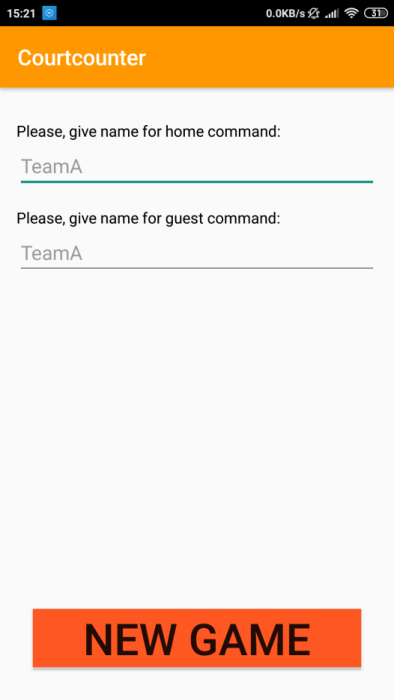 15:21 0.0KB/s 31
Courtcounter
Please, give name for home command:
TeamA
Please, give name for guest command:
TeamA
NEW GAME